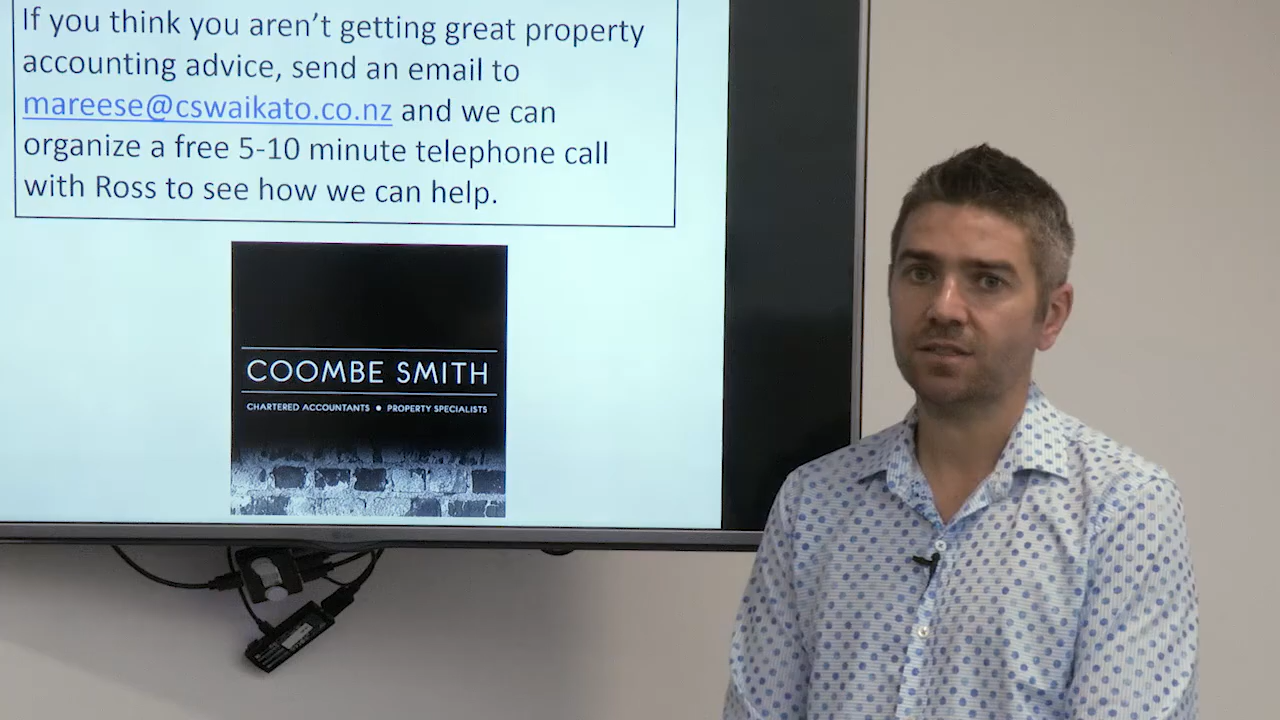 If you think you aren't getting great property
accounting advice, send an email to
mareese@cswaikato.co.nz and we can
organize a free 5-10 minute telephone call
with Ross to see how we can help.
COOMBE SMITH
CHARTERED ACCOUNTANTS • PROPERTY SPECIALISTS
LG